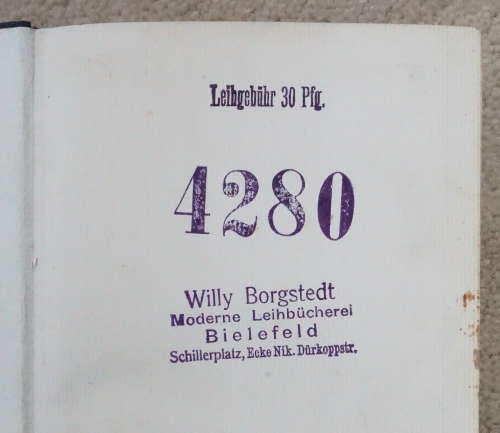 Leihgebühr 30 Pfg.
4280
Willy Borgstedt
Moderne Leihbücherei
Bielefeld
Schillerplatz, Ecke Nik. Dürkoppstr.